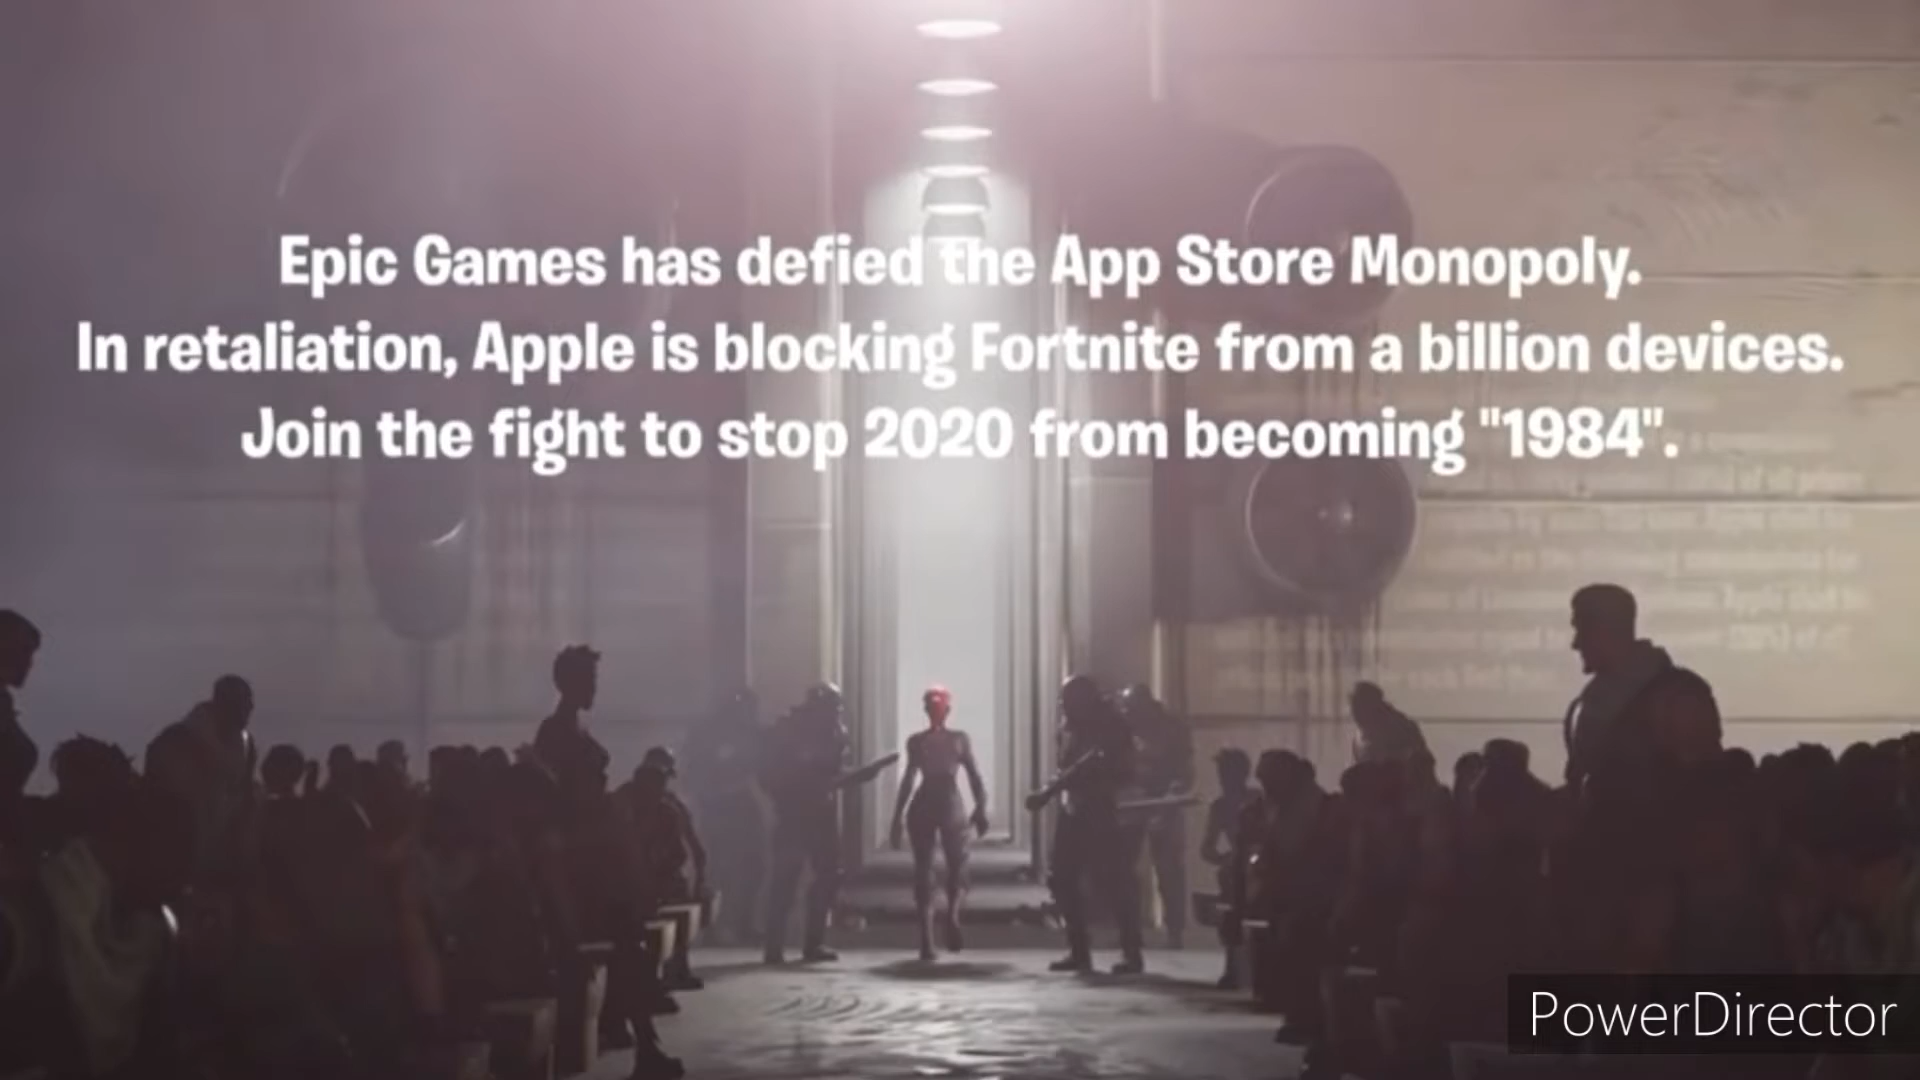 Epic Games has defied the App Store Monopoly.
In retaliation, Apple is blocking Fortnite from a billion devices.
Join the fight to stop 2020 from becoming "1984".
PowerDirector